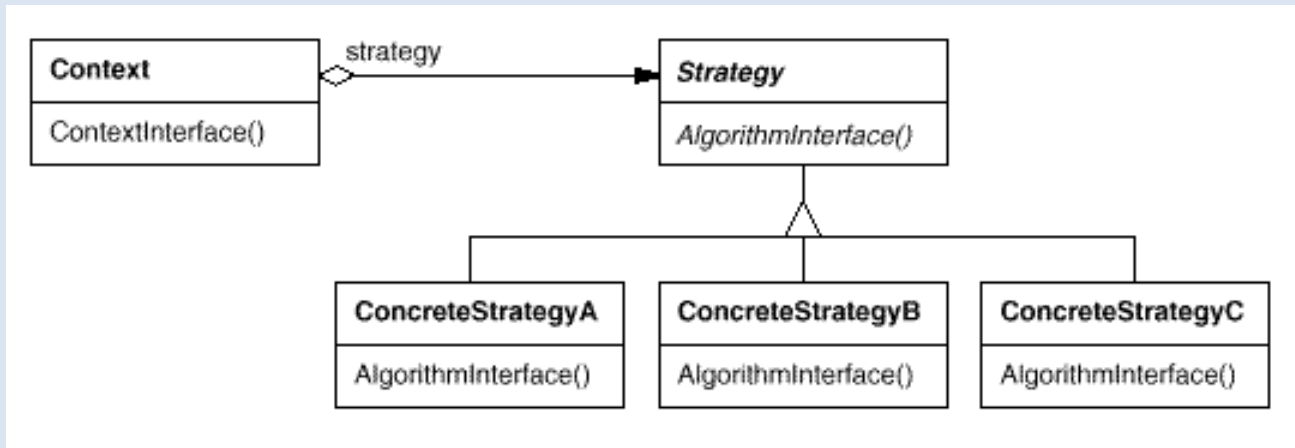 Context
ContextInterface()
strategy
Strategy
AlgorithmInterface()
ConcreteStrategyA
AlgorithmInterface()
ConcreteStrategyB
AlgorithmInterface()
ConcreteStrategyC
AlgorithmInterface()